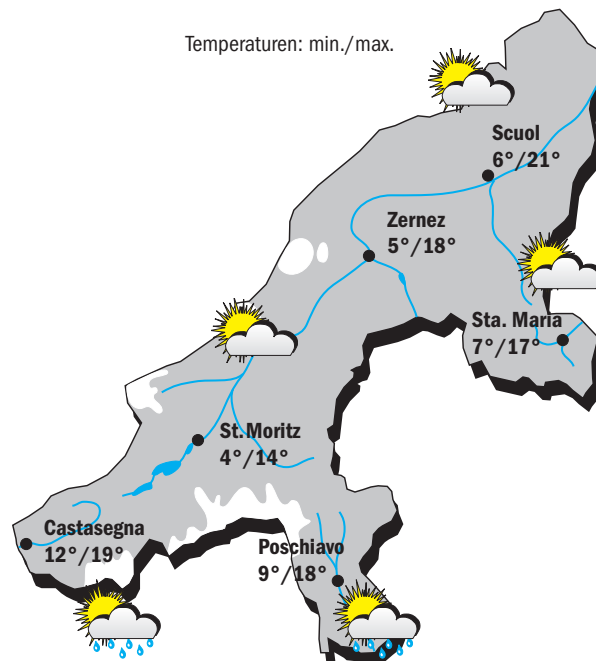 Temperaturen: min./max.
Scuol
6°/21°
Zernez
5°/18°
Sta. Maria
7°/17°
St. Moritz
4°/14°
Castasegna
12°/19°
Poschiavo
9°/18°